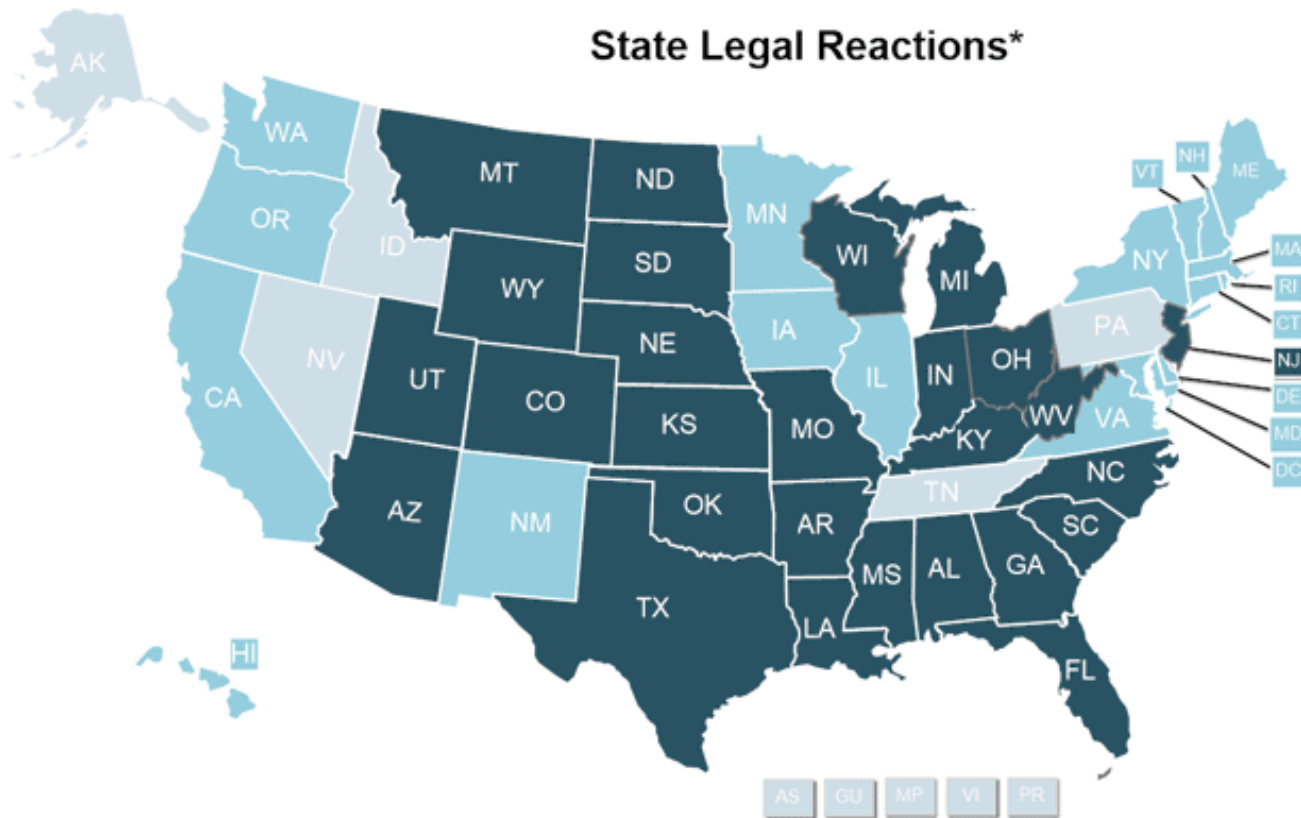 State Legal Reactions*
AK
WA
MT
ND
MN
VT
NH
ME
OR
ID
SD
WI
MI
NY
MA
RI
WY
CT
NV
NE
IA
PA
NJ
UT
CO
IL
IN
OH
DE
CA
KS
MO
WV
VA
MD
KY
DC
AZ
NM
OK
AR
TN
NC
SC
MS
AL
GA
TX
LA
HI
FL
AS
GU
MP
VI
PR